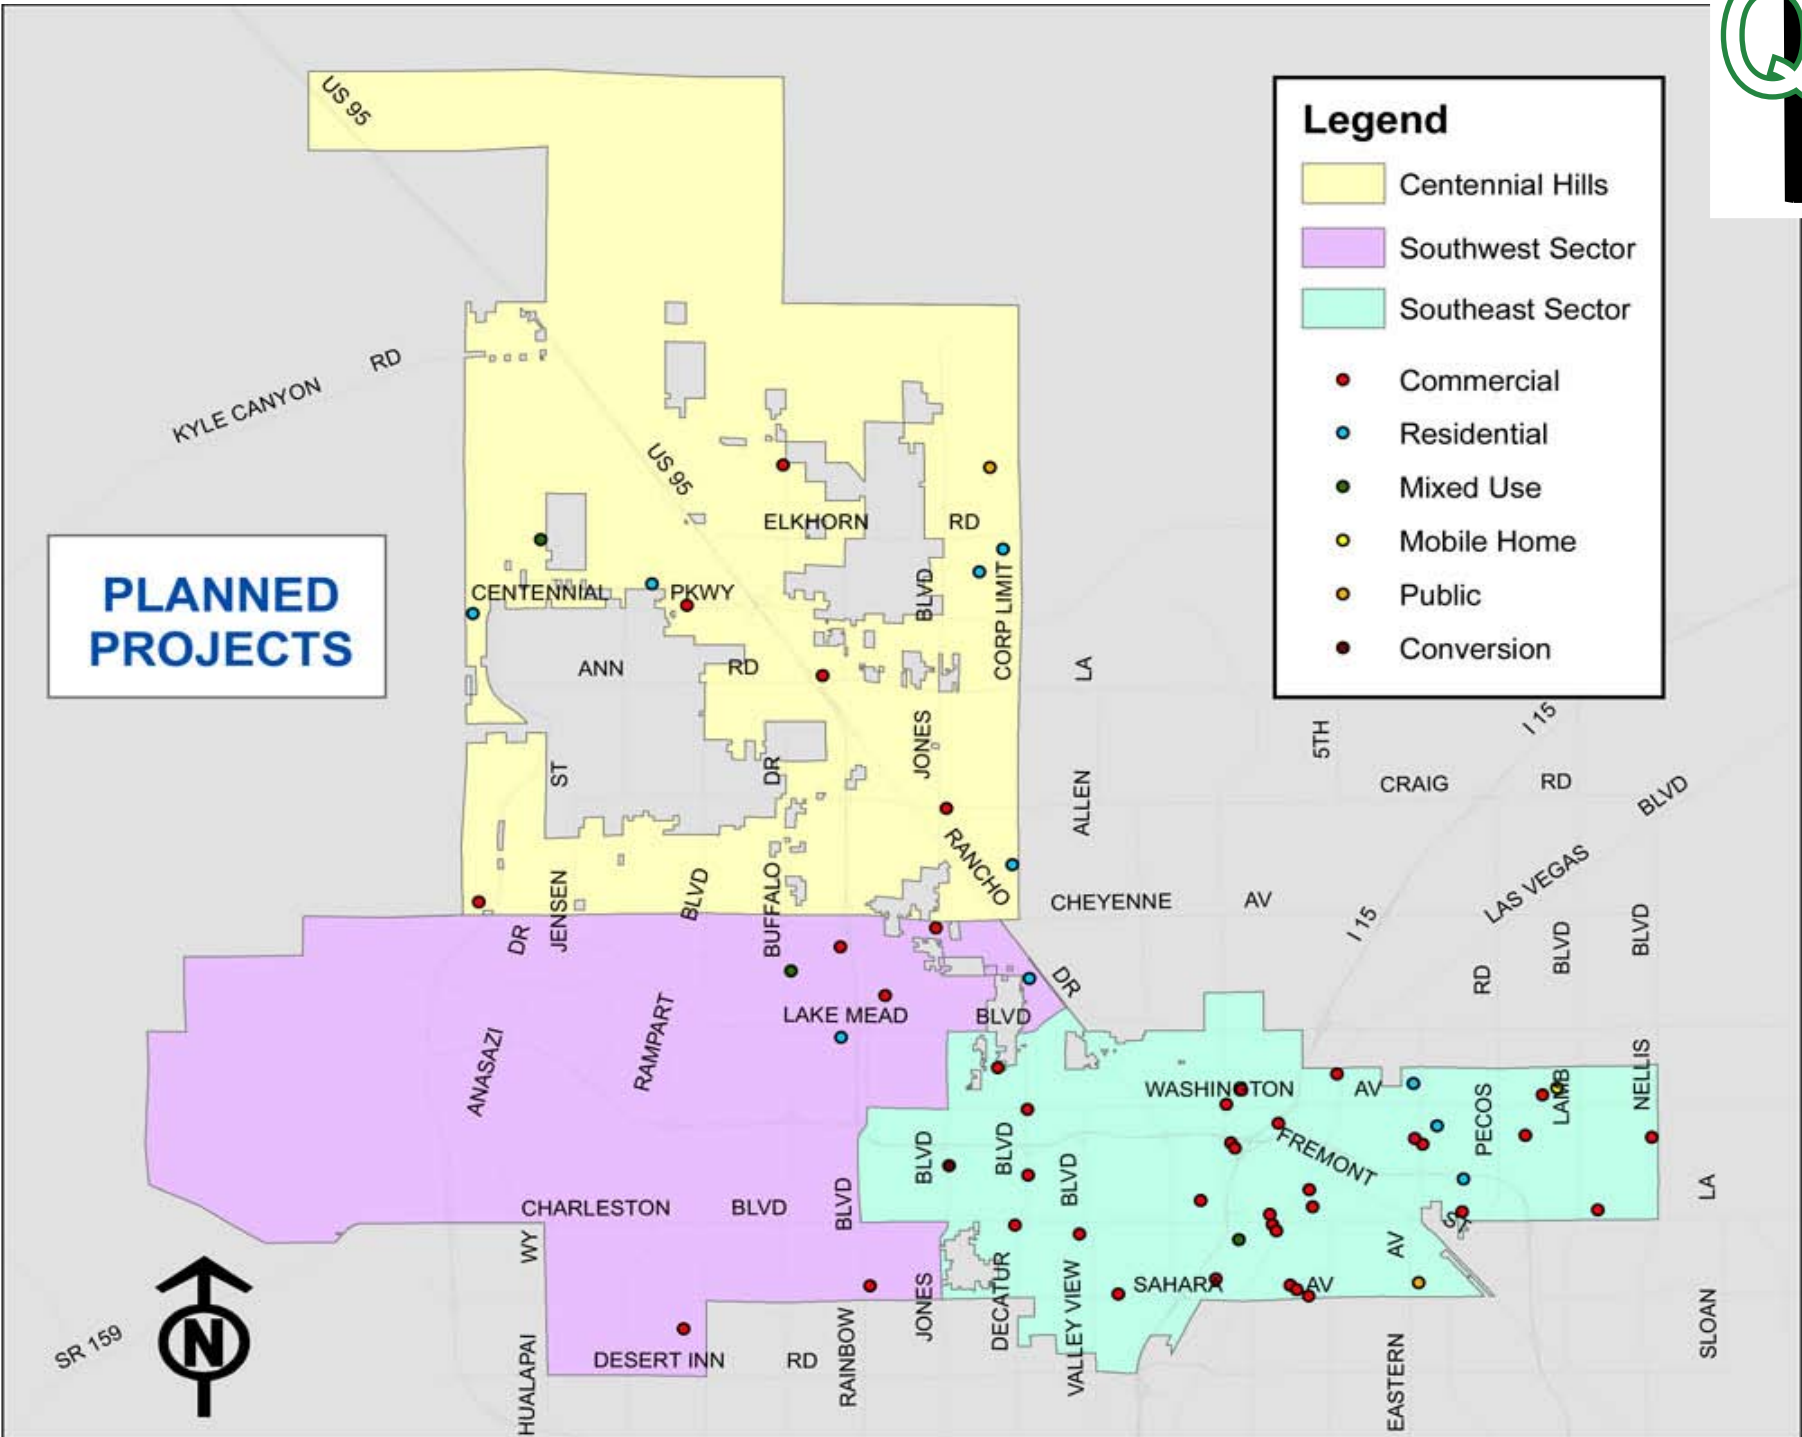 Q
US 95
Legend
Centennial Hills
Southwest Sector
Southeast Sector
Commercial
Residential
Mixed Use
Mobile Home
Public
Conversion
PLANNED
PROJECTS
KYLE CANYON RD
US 95
ELKHORN RD
CENTENNIAL PKWY
BLVD
CORP LIMIT
ANN RD
LA
JONES
ST
DR
ALLEN
5TH
I 15
CRAIG RD
BLVD
RANCHO
CHEYENNE AV
LAS VEGAS
JENSEN
BLVD
BUFFALO
DR
I 15
BLVD
BLVD
RD
DR
LAKE MEAD BLVD
ANASAZI
RAMPART
WASHINGTON AV
PECOS
LAMB
NELLIS
BLVD
BLVD
FREMONT
BLVD
BLVD
CHARLESTON BLVD
LA
ST
WY
AV
SAHARA AV
JONES
DECATUR
VALLEY VIEW
SLOAN
SR 159
N
HUALAPAI
DESERT INN RD
RAINBOW
EASTERN